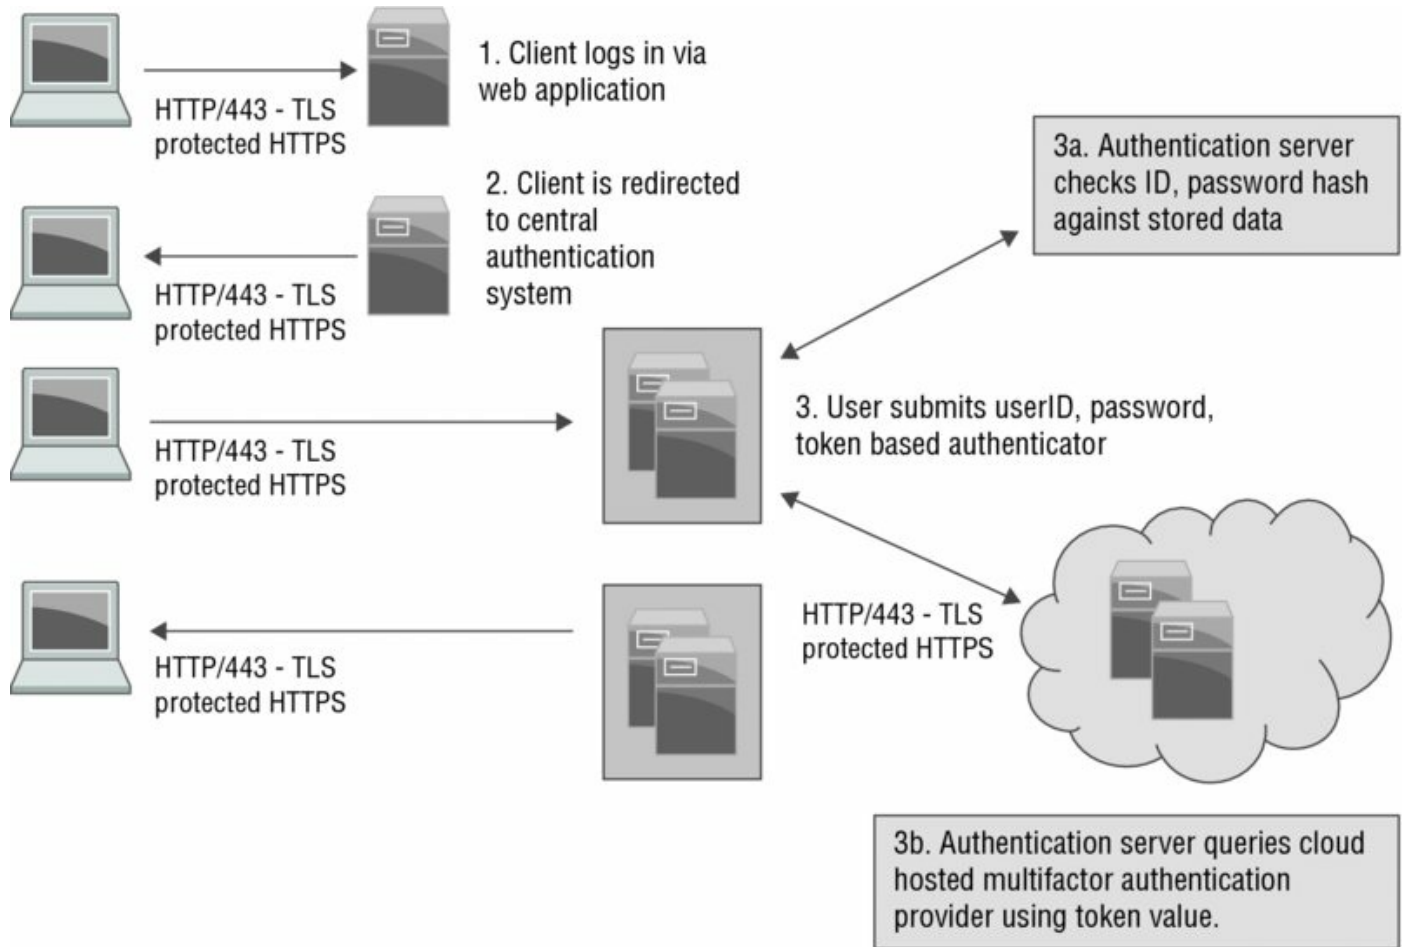 1. Client logs in via
web application
HTTP/443 - TLS
protected HTTPS
3a. Authentication server
checks ID, password hash
against stored data
2. Client is redirected
to central
authentication
system
HTTP/443 - TLS
protected HTTPS
3. User submits userID, password,
token based authenticator
HTTP/443 - TLS
protected HTTPS
HTTP/443 - TLS
protected HTTPS
HTTP/443 - TLS
protected HTTPS
3b. Authentication server queries cloud
hosted multifactor authentication
provider using token value.